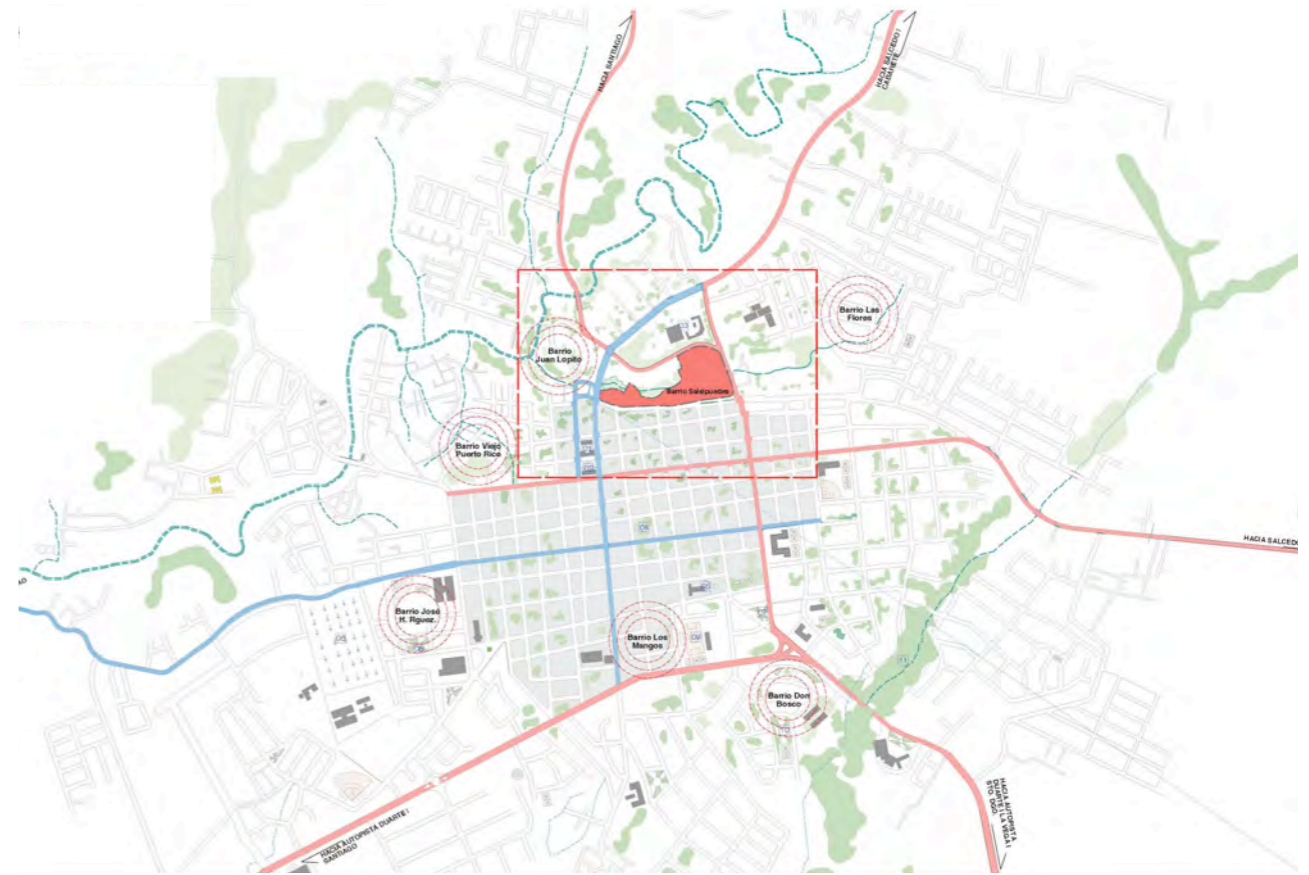 HACIA SANTIAGO
HACIA SALCEDO I
CABARETE
Barrio Las
Flores
Barrio
Juan Lopito
Barrio Salsipuedes
Barrio Viejo
Puerto Rico
HACIA SALCEDO
AO
Barrio José
H. Rguez.
Barrio Los
Mangos
Barrio Don
Bosco
HACIA AUTOPISTA DUARTE I
SANTIAGO
HACIA AUTOPISTA
DUARTE I LA VEGA I
STO. DGO.